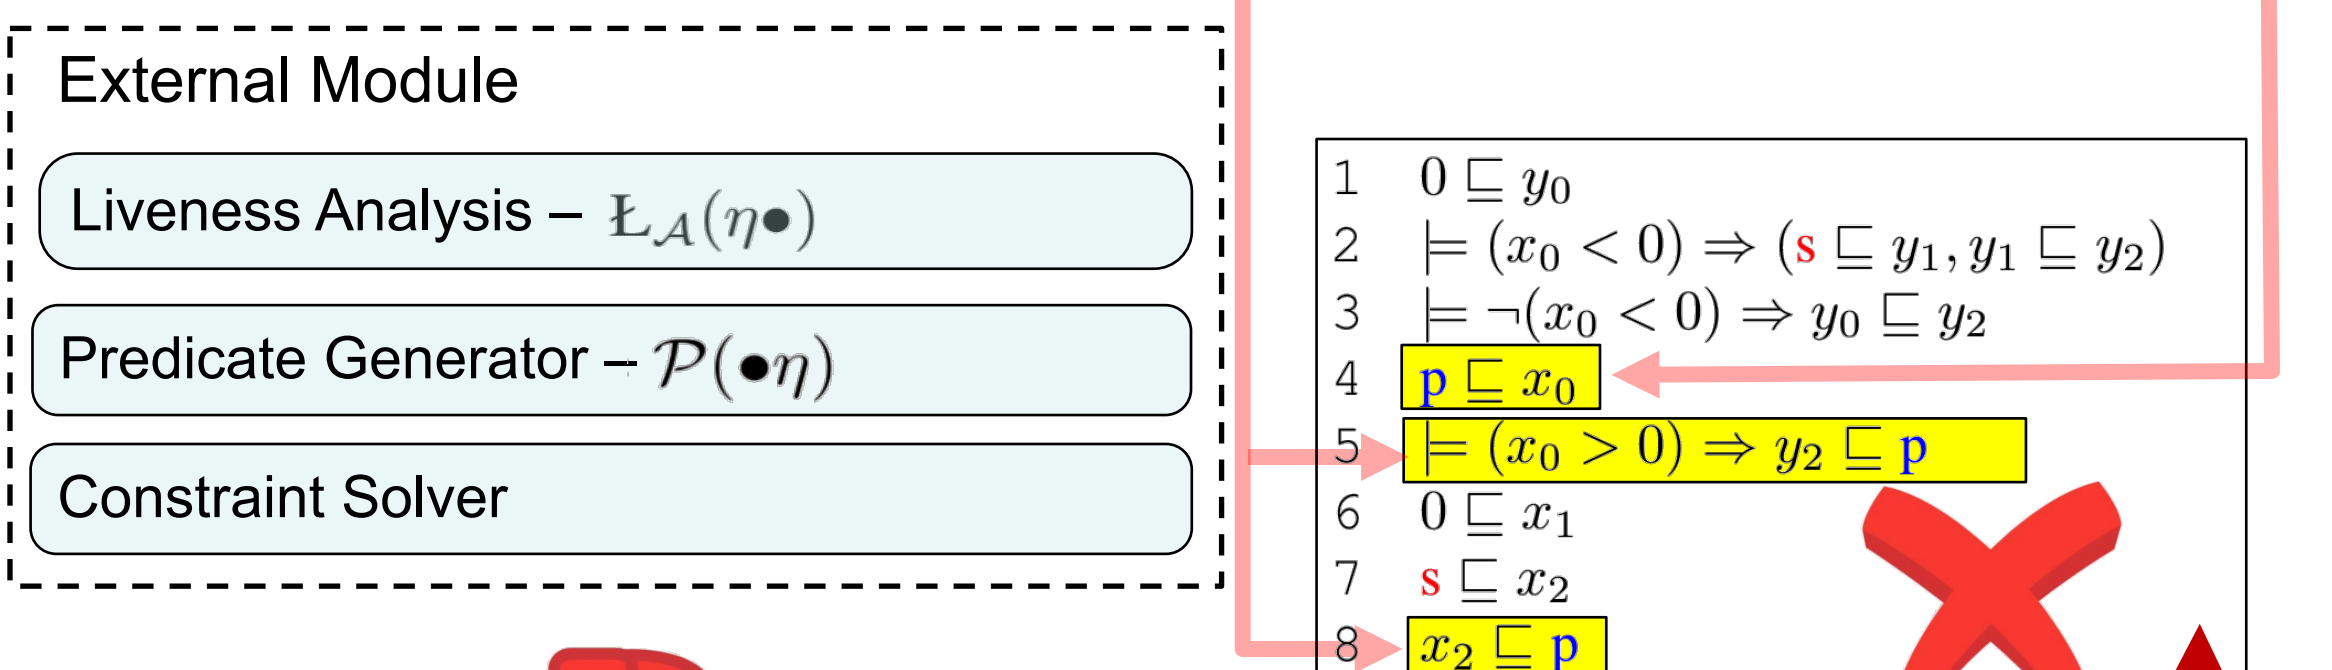 External Module
Liveness Analysis – Ł𝒜(η●)
Predicate Generator – 𝒫(●η)
Constraint Solver
1 0 ⊑ y₀
2 ⊨ (x₀ < 0) ⇒ (s ⊑ y₁, y₁ ⊑ y₂)
3 ⊨ ¬(x₀ < 0) ⇒ y₀ ⊑ y₂
4 p ⊑ x₀
5 ⊨ (x₀ > 0) ⇒ y₂ ⊑ p
6 0 ⊑ x₁
7 s ⊑ x₂
8 x₂ ⊑ p